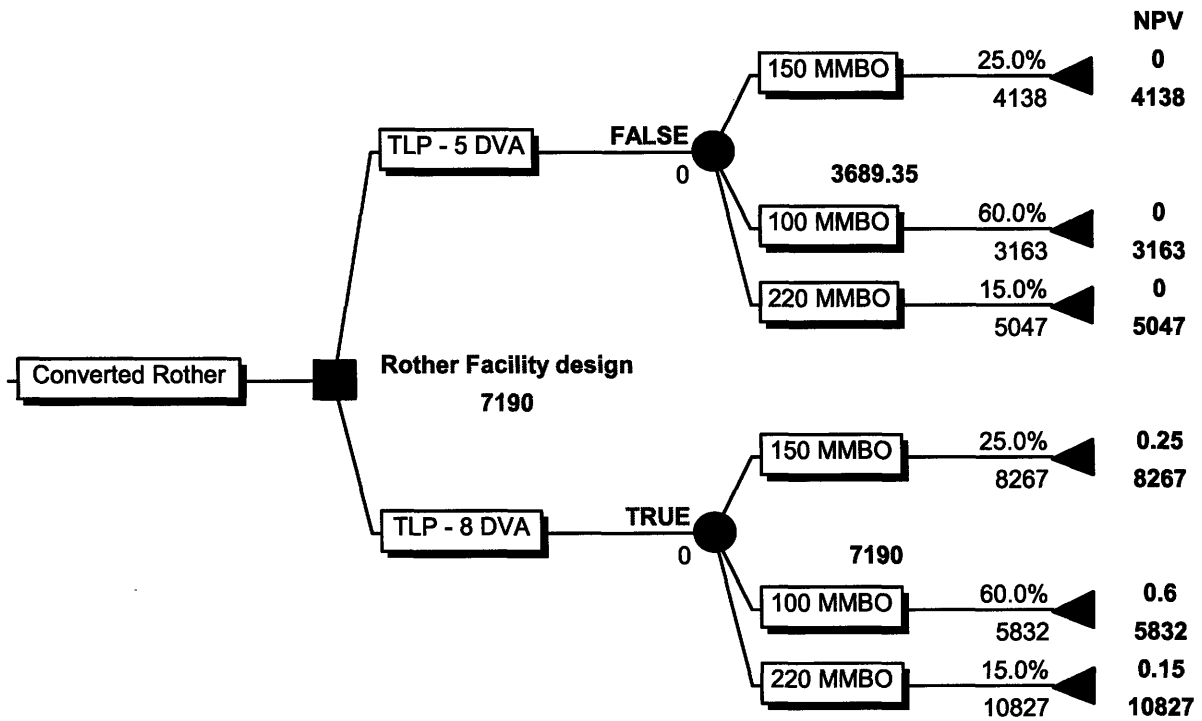 NPV
150 MMBO 25.0% 0
4138 4138
TLP - 5 DVA FALSE
0 3689.35
100 MMBO 60.0% 0
3163 3163
220 MMBO 15.0% 0
5047 5047
Converted Rother Rother Facility design
7190
150 MMBO 25.0% 0.25
8267 8267
TLP - 8 DVA TRUE
0 7190
100 MMBO 60.0% 0.6
5832 5832
220 MMBO 15.0% 0.15
10827 10827